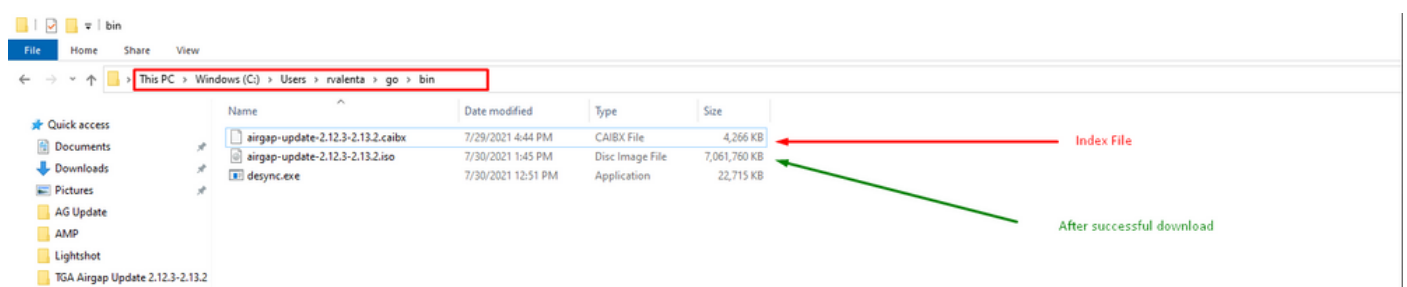 bin
File Home Share View
This PC > Windows (C:) > Users > rvalenta > go > bin
Name Date modified Type Size
Quick access
Documents
Downloads
Pictures
AG Update
AMP
Lightshot
TGA Airgap Update 2.12.3-2.13.2
airgap-update-2.12.3-2.13.2.caibx 7/29/2021 4:44 PM CAIBX File 4,266 KB
airgap-update-2.12.3-2.13.2.iso 7/30/2021 1:45 PM Disc Image File 7,061,760 KB
desync.exe 7/30/2021 12:51 PM Application 22,715 KB
Index File
After successful download